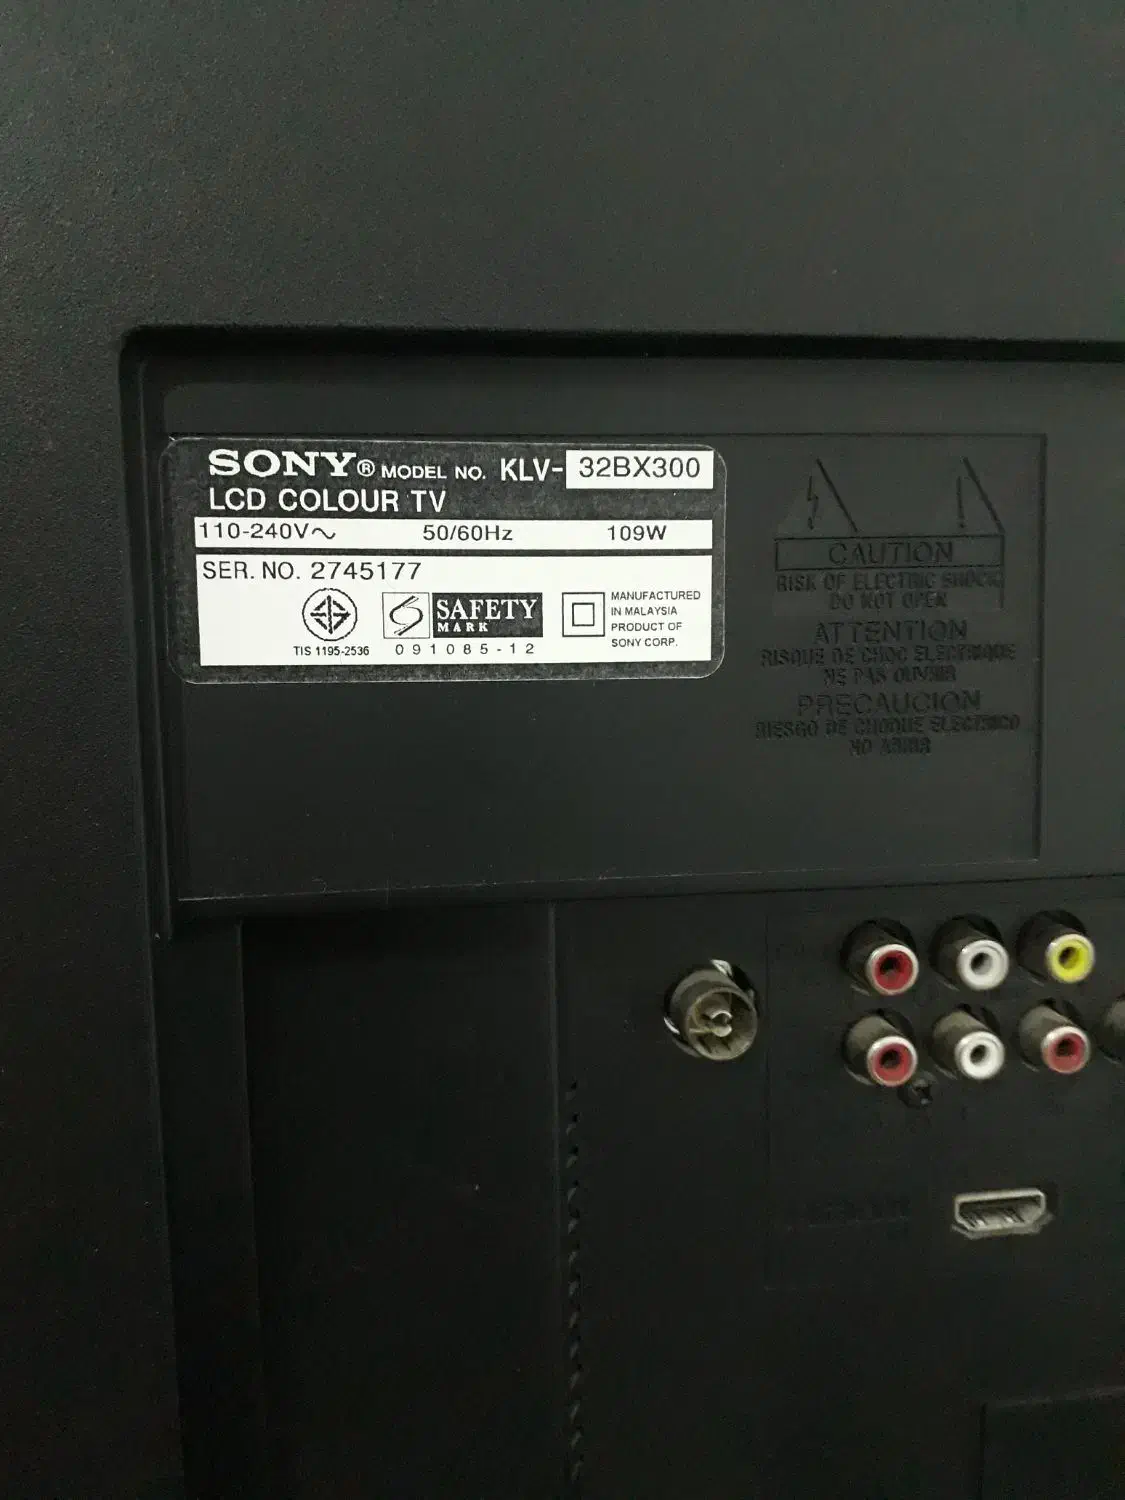 SONY® MODEL NO. KLV-32BX300
LCD COLOUR TV
110-240V~ 50/60Hz 109W
SER. NO. 2745177
SAFETY
MARK
TIS 1195-2536
091085-12
MANUFACTURED
IN MALAYSIA
PRODUCT OF
SONY CORP.
CAUTION
RISK OF ELECTRIC SHOCK
DO NOT OPEN
ATTENTION
RISQUE DE CHOC ELECTRIQUE
NE PAS OUVRIR
PRECAUCION
RIESGO DE CHOQUE ELECTRICO
NO ABRIR